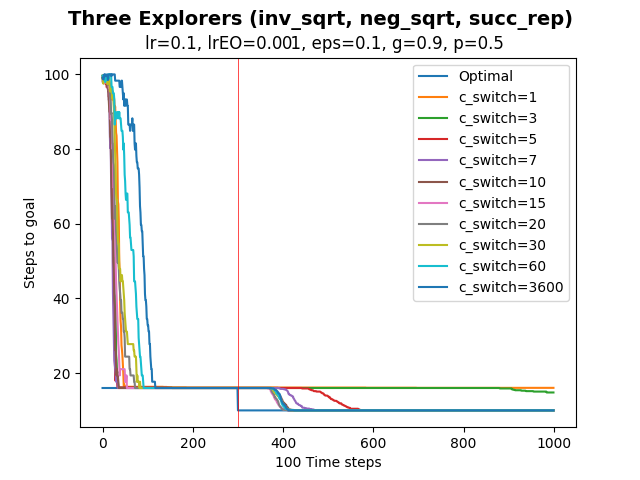 Three Explorers (inv_sqrt, neg_sqrt, succ_rep)
lr=0.1, lrEO=0.001, eps=0.1, g=0.9, p=0.5
Steps to goal
100
80
60
40
20
0
200
400
600
800
1000
100 Time steps
Optimal
c_switch=1
c_switch=3
c_switch=5
c_switch=7
c_switch=10
c_switch=15
c_switch=20
c_switch=30
c_switch=60
c_switch=3600